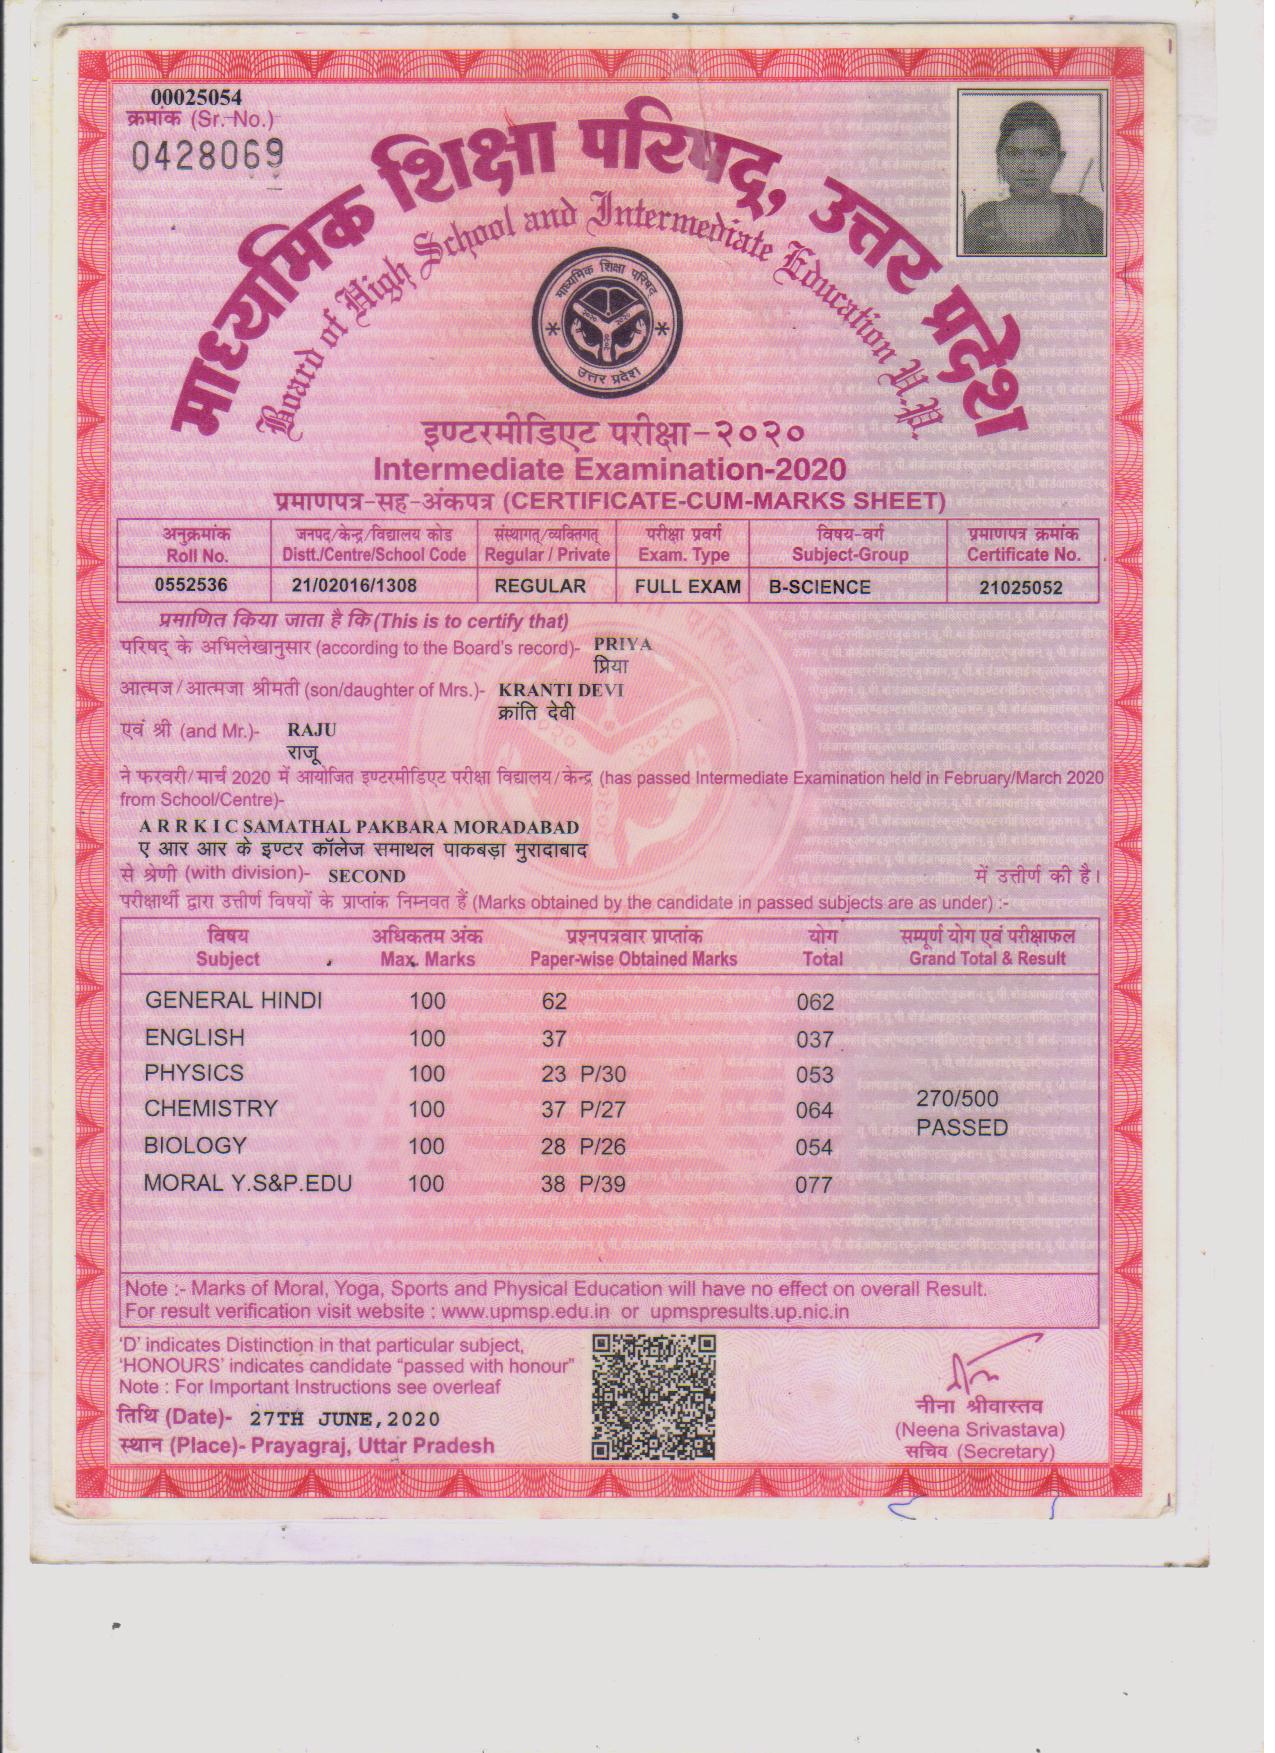 00025054
क्रमांक (Sr. No.)
0428069
माध्यमिक शिक्षा परिषद्, उत्तर प्रदेश
Board of High School and Intermediate Education U.P.
माध्यमिक शिक्षा परिषद
उत्तर प्रदेश
इण्टरमीडिएट परीक्षा-२०२०
Intermediate Examination-2020
प्रमाणपत्र-सह-अंकपत्र (CERTIFICATE-CUM-MARKS SHEET)
अनुक्रमांक जनपद/केन्द्र/विद्यालय कोड संस्थागत्/व्यक्तिगत् परीक्षा प्रवर्ग विषय-वर्ग प्रमाणपत्र क्रमांक
Roll No. Distt./Centre/School Code Regular / Private Exam. Type Subject-Group Certificate No.
0552536 21/02016/1308 REGULAR FULL EXAM B-SCIENCE 21025052
प्रमाणित किया जाता है कि (This is to certify that)
परिषद् के अभिलेखानुसार (according to the Board's record)- PRIYA
प्रिया
आत्मज/आत्मजा श्रीमती (son/daughter of Mrs.)- KRANTI DEVI
क्रांति देवी
एवं श्री (and Mr.)- RAJU
राजू
ने फरवरी/मार्च 2020 में आयोजित इण्टरमीडिएट परीक्षा विद्यालय/केन्द्र (has passed Intermediate Examination held in February/March 2020
from School/Centre)-
A R R K I C SAMATHAL PAKBARA MORADABAD
ए आर आर के इण्टर कॉलेज समाथल पाकबड़ा मुरादाबाद
से श्रेणी (with division)- SECOND में उत्तीर्ण की है।
परीक्षार्थी द्वारा उत्तीर्ण विषयों के प्राप्तांक निम्नवत हैं (Marks obtained by the candidate in passed subjects are as under) :-
विषय अधिकतम अंक प्रश्नपत्रवार प्राप्तांक योग सम्पूर्ण योग एवं परीक्षाफल
Subject Max. Marks Paper-wise Obtained Marks Total Grand Total & Result
GENERAL HINDI 100 62 062
ENGLISH 100 37 037
PHYSICS 100 23 P/30 053
CHEMISTRY 100 37 P/27 064
270/500
PASSED
BIOLOGY 100 28 P/26 054
MORAL Y.S&P.EDU 100 38 P/39 077
Note :- Marks of Moral, Yoga, Sports and Physical Education will have no effect on overall Result.
For result verification visit website : www.upmsp.edu.in or upmspresults.up.nic.in
'D' indicates Distinction in that particular subject,
'HONOURS' indicates candidate "passed with honour"
Note : For Important Instructions see overleaf
तिथि (Date)- 27TH JUNE,2020
स्थान (Place)- Prayagraj, Uttar Pradesh
नीना श्रीवास्तव
(Neena Srivastava)
सचिव (Secretary)